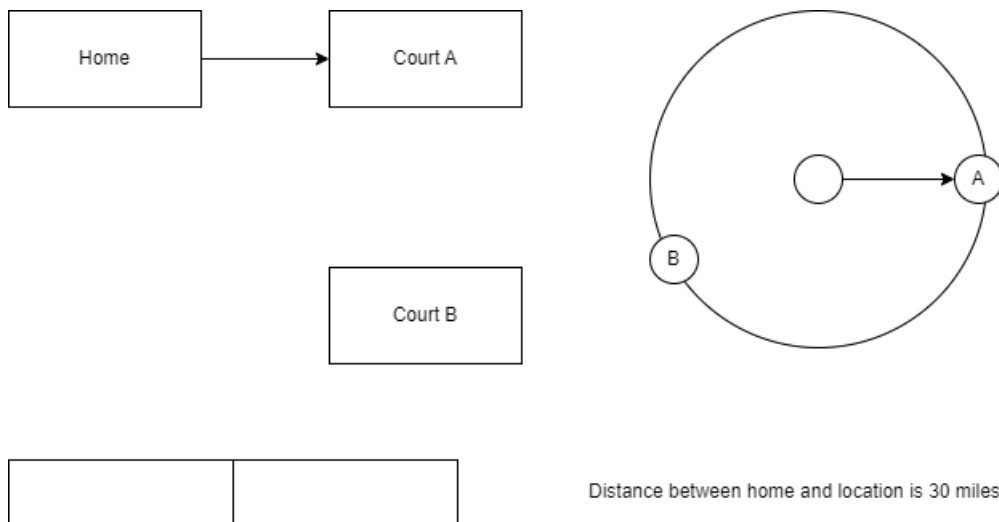 Home
Court A
A
B
Court B
Distance between home and location is 30 miles